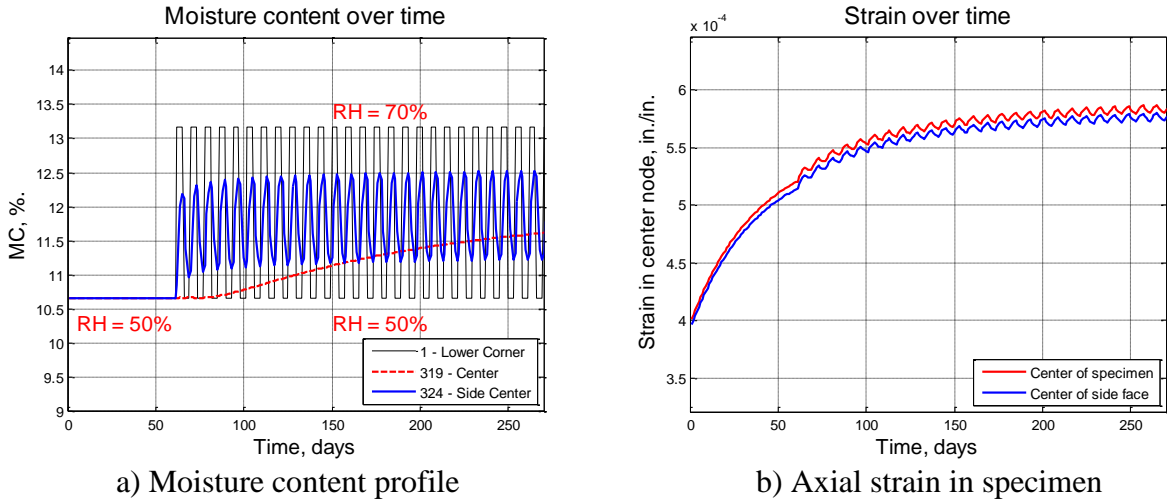 Moisture content over time
14
13.5
13
12.5
12
11.5
11
10.5
10
9.5
9
MC, %.
RH = 70%
RH = 50%
RH = 50%
1 - Lower Corner
319 - Center
324 - Side Center
0
50
100
150
200
250
Time, days
a) Moisture content profile
Strain over time
x 10⁻⁴
6
5.5
5
4.5
4
3.5
Strain in center node, in./in.
Center of specimen
Center of side face
0
50
100
150
200
250
Time, days
b) Axial strain in specimen